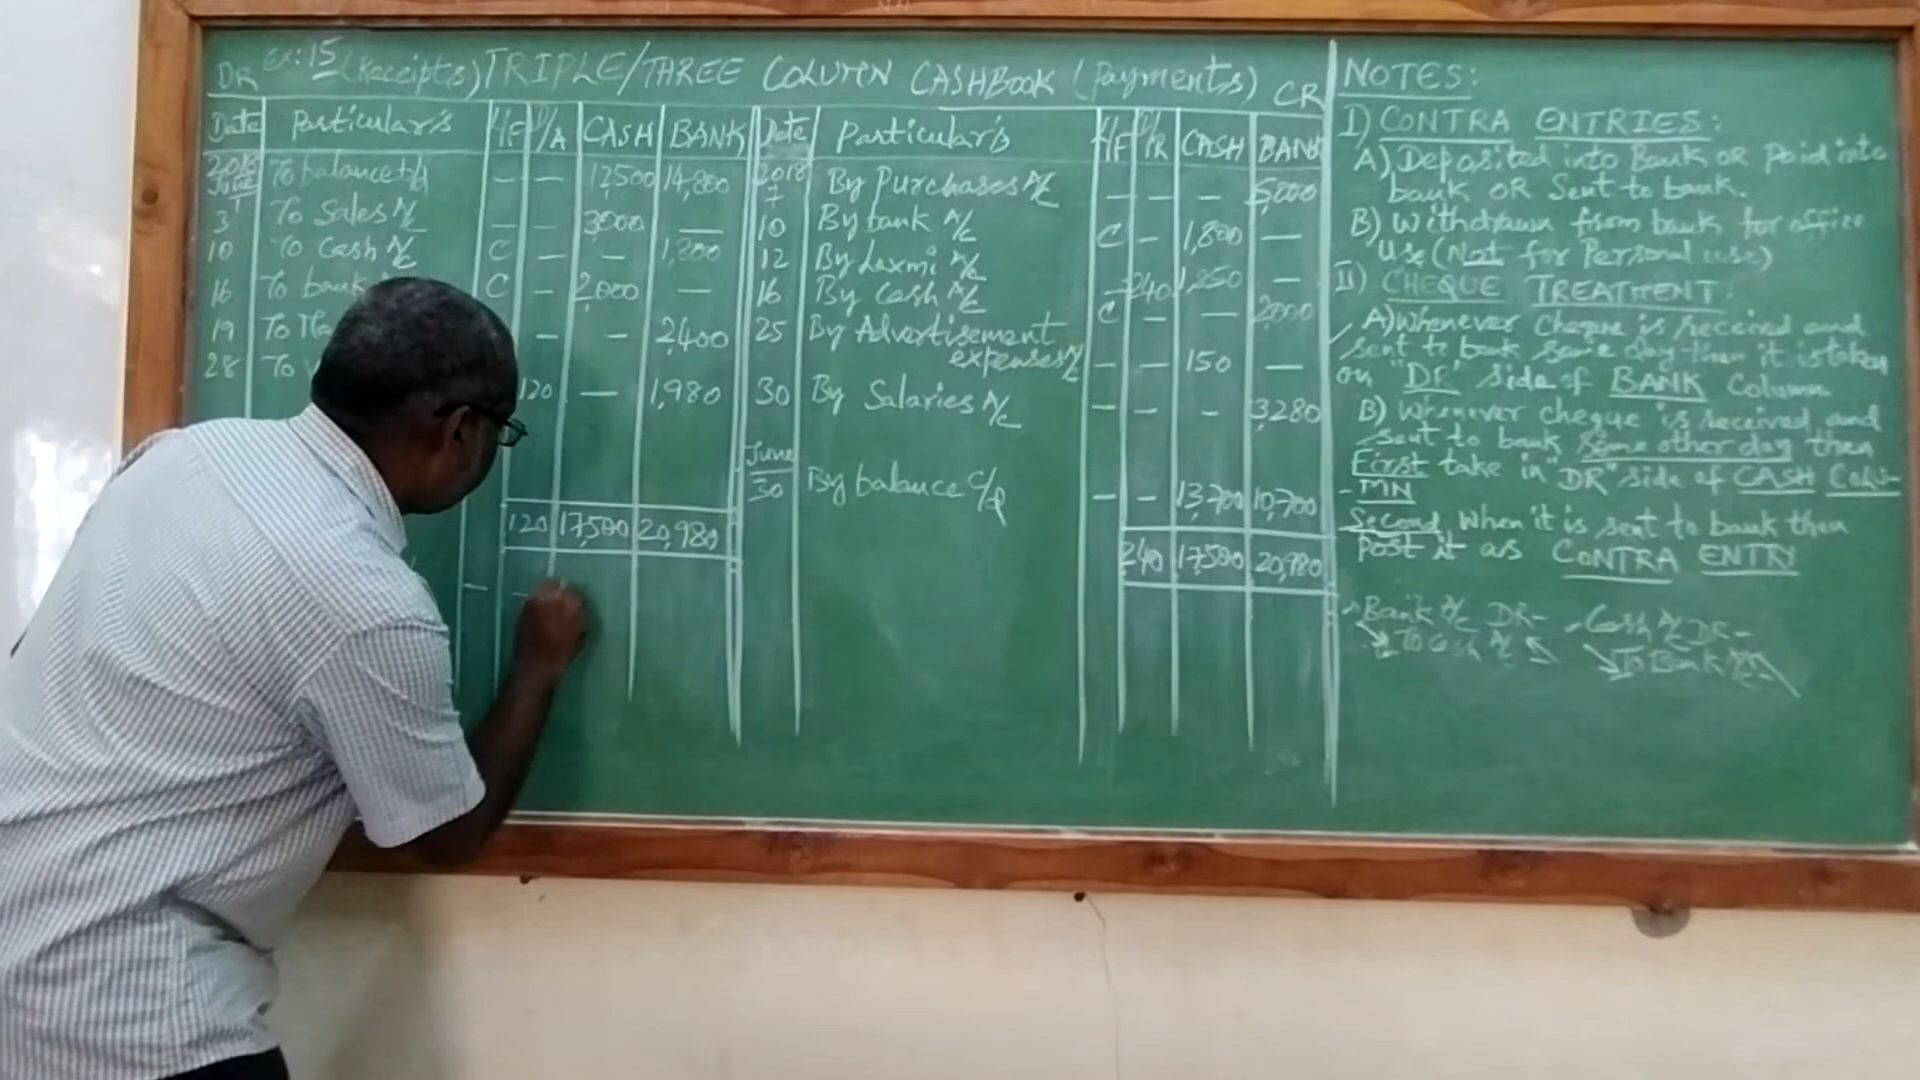 DR Ex: 15 (Receipts) TRIPLE/THREE COLUMN CASHBOOK (Payments) CR
Date Particulars L/F D/A CASH BANK Date Particulars L/F D/R CASH BANK
2018 June 1 To balance b/d — — 12,500 14,800 2018 7 By Purchases A/c — — — 5,000
3 To Sales A/c — — 3,000 — 10 By bank A/c C — 1,800 —
10 To Cash A/c C — — 1,800 12 By Laxmi A/c — 240 1,850 —
16 To bank C — 2,000 — 16 By Cash A/c C — — 2,000
19 To — — 2,400 25 By Advertisement
expenses A/c — — 150 —
28 To 120 — 1,980 30 By Salaries A/c — — — 3,280
June 30 By balance C/d — — 13,700 10,700
120 17,500 20,980
240 17,500 20,980
— —
NOTES:
I) CONTRA ENTRIES:
A) Deposited into Bank OR Paid into
bank OR Sent to bank.
B) Withdrawn from bank for office
Use (Not for Personal use)
II) CHEQUE TREATMENT:
A) Whenever cheque is received and
sent to bank same day then it is taken
on "DR" side of BANK Column
B) Whenever cheque is received and
sent to bank some other day then
First take in "DR" side of CASH COLU-
-MN
Second When it is sent to bank then
Post it as CONTRA ENTRY
Bank A/c DR- Cash A/c DR-
To Cash A/c To Bank A/c